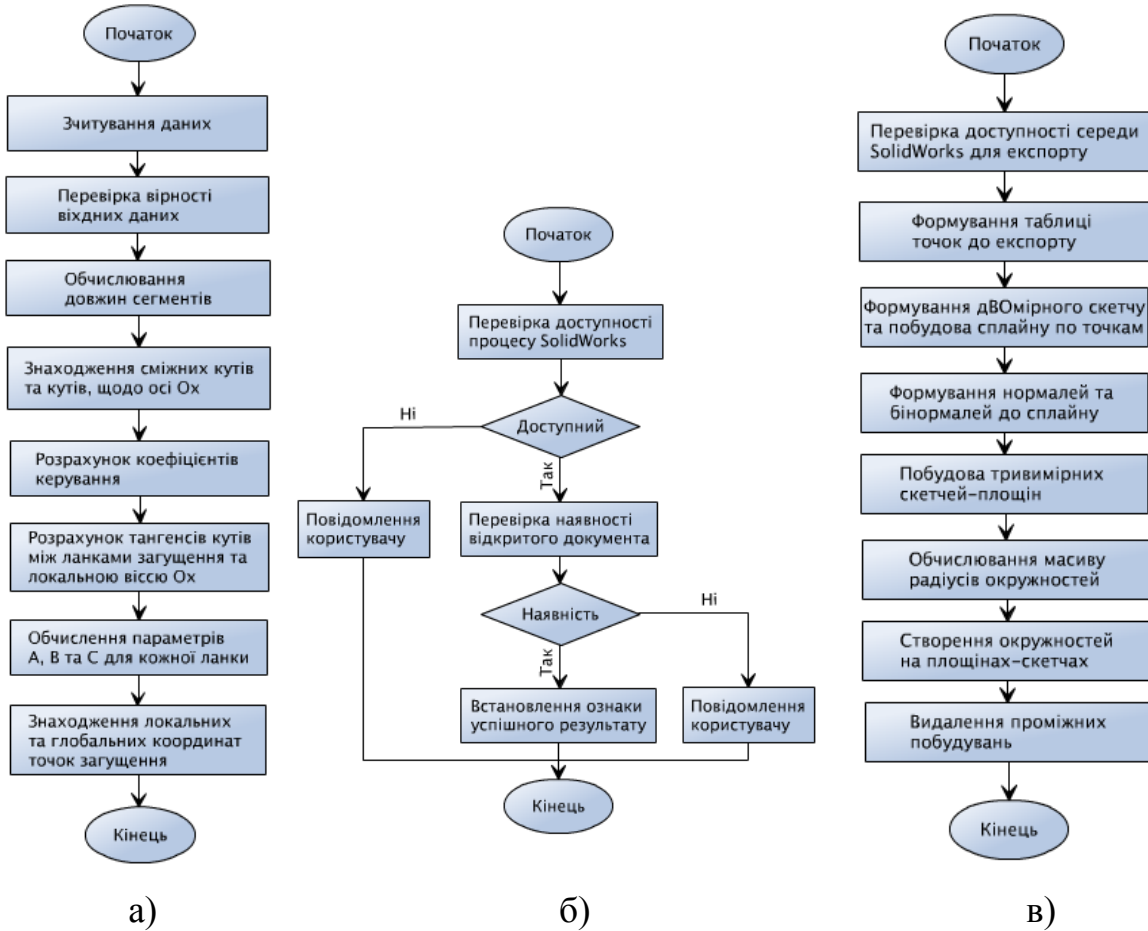 Початок
Зчитування даних
Перевірка вірності
віхдних даних
Обчислювання
довжин сегментів
Знаходження сміжних кутів
та кутів, щодо осі Ox
Розрахунок коефіцієнтів
керування
Розрахунок тангенсів кутів
між ланками загущення та
локальною віссю Ox
Обчислення параметрів
A, B та C для кожної ланки
Знаходження локальних
та глобальних координат
точок загущення
Кінець
а)
Початок
Перевірка доступності
процесу SolidWorks
Доступний
Ні
Так
Повідомлення
користувачу
Перевірка наявності
відкритого документа
Наявність
Ні
Так
Встановлення ознаки
успішного результату
Повідомлення
користувачу
Кінець
б)
Початок
Перевірка доступності середи
SolidWorks для експорту
Формування таблиці
точок до експорту
Формування дВОмірного скетчу
та побудова сплайну по точкам
Формування нормалей та
бінормалей до сплайну
Побудова тривимірних
скетчей-площін
Обчислювання масиву
радіусів окружностей
Створення окружностей
на площінах-скетчах
Видалення проміжних
побудувань
Кінець
в)